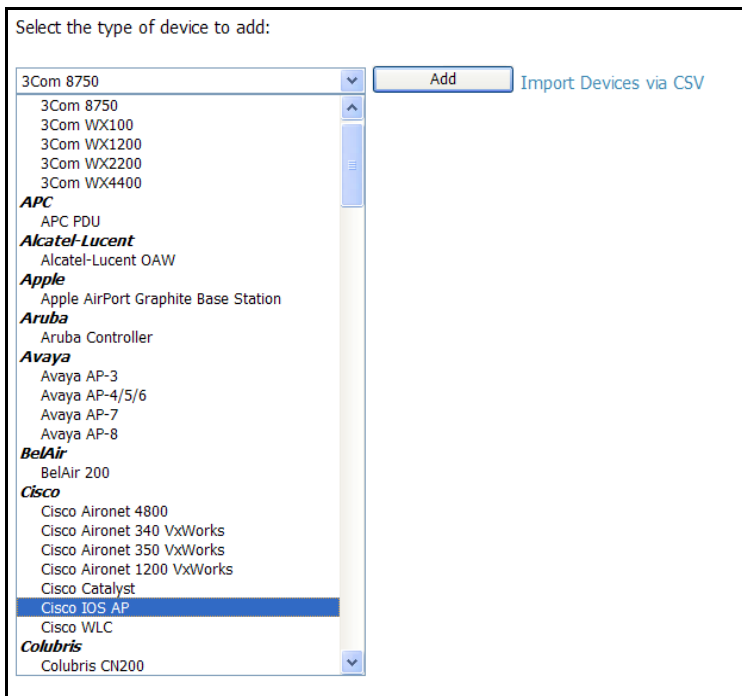 Select the type of device to add:
3Com 8750 Add Import Devices via CSV
3Com 8750
3Com WX100
3Com WX1200
3Com WX2200
3Com WX4400
APC
APC PDU
Alcatel-Lucent
Alcatel-Lucent OAW
Apple
Apple AirPort Graphite Base Station
Aruba
Aruba Controller
Avaya
Avaya AP-3
Avaya AP-4/5/6
Avaya AP-7
Avaya AP-8
BelAir
BelAir 200
Cisco
Cisco Aironet 4800
Cisco Aironet 340 VxWorks
Cisco Aironet 350 VxWorks
Cisco Aironet 1200 VxWorks
Cisco Catalyst
Cisco IOS AP
Cisco WLC
Colubris
Colubris CN200